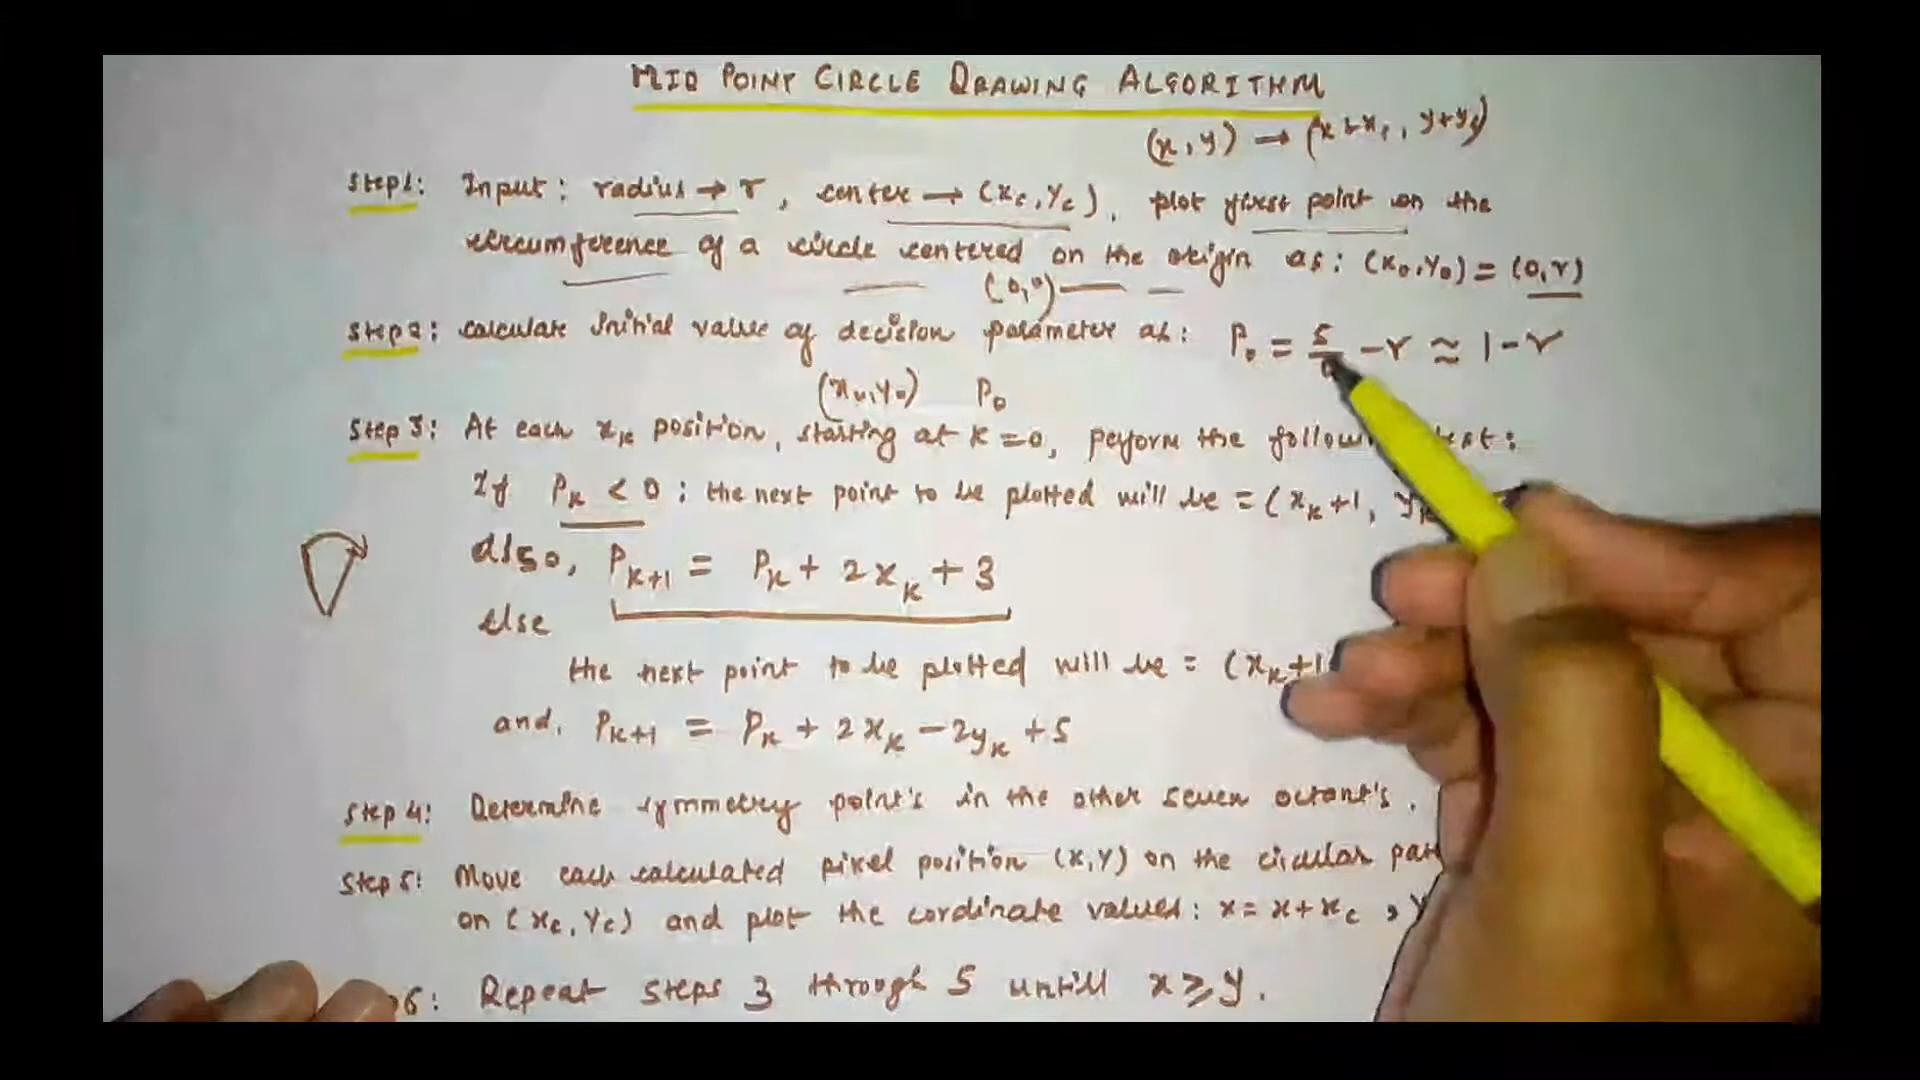 MID POINT CIRCLE DRAWING ALGORITHM
(x,y) → (x+xc, y+yc)
Step1: Input: radius → r, center → (xc,yc), plot first point on the
circumference of a circle centered on the origin as: (x0,y0) = (0,r)
(0,0)
Step2: calculate initial value of decision parameter as: P0 = 5/ -r ≈ 1-r
(x0,y0) P0
Step 3: At each xk position, starting at k=0, perform the
If Pk < 0 : the next point to be plotted will be = (xk+1,
also, Pk+1 = Pk + 2xk + 3
else
the next point to be plotted will be = (xk+1
and, Pk+1 = Pk + 2xk - 2yk + 5
Step 4: Determine symmetry point's in the other seven octant's.
Step 5: Move each calculated pixel position (x,y) on the circular
on (xc,yc) and plot the cordinate values: x = x+xc , y
6: Repeat steps 3 through 5 untill x ≥ y.